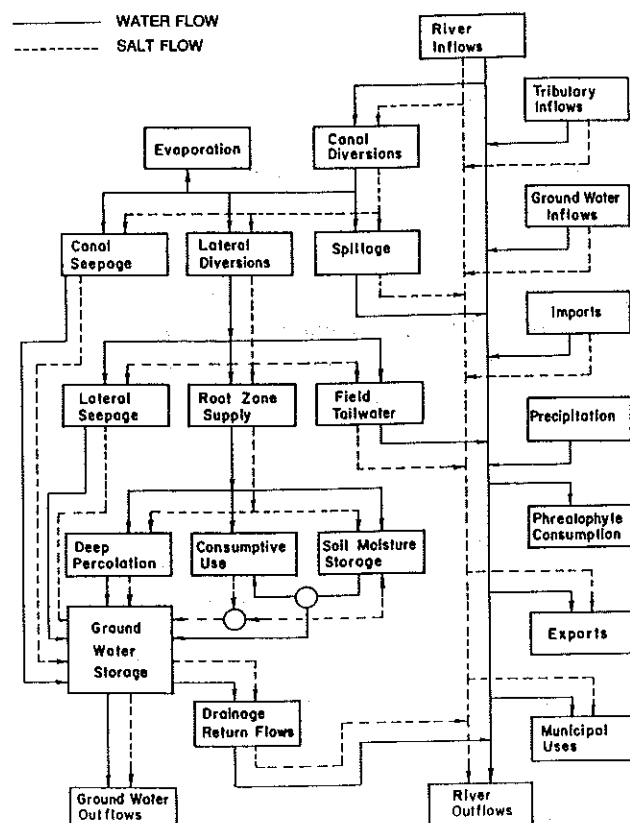 WATER FLOW
SALT FLOW
River
Inflows
Tributary
Inflows
Evaporation
Canal
Diversions
Ground Water
Inflows
Canal
Seepage
Lateral
Diversions
Spillage
Imports
Lateral
Seepage
Root Zone
Supply
Field
Tailwater
Precipitation
Phreatophyte
Consumption
Deep
Percolation
Consumptive
Use
Soil Moisture
Storage
Ground
Water
Storage
Exports
Drainage
Return Flows
Municipal
Uses
Ground Water
Outflows
River
Outflows